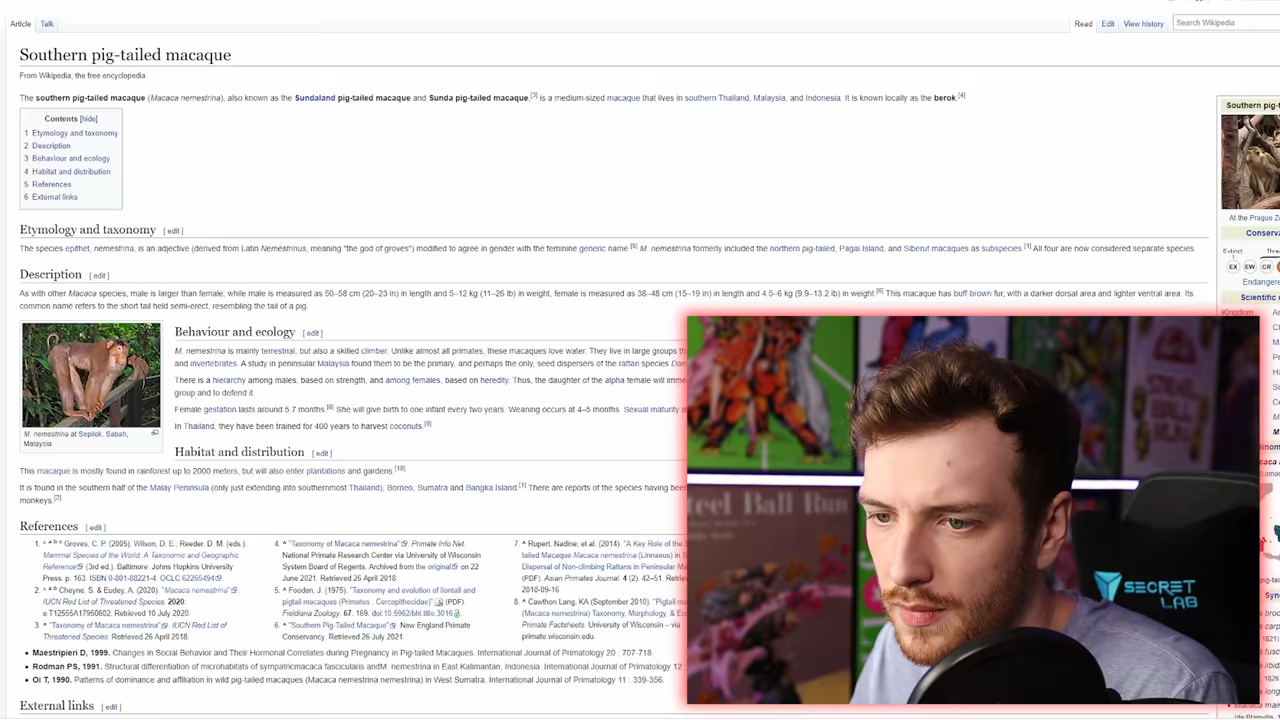 Article Talk
Read Edit View history Search Wikipedia
Southern pig-tailed macaque
From Wikipedia, the free encyclopedia
The southern pig-tailed macaque (Macaca nemestrina), also known as the Sundaland pig-tailed macaque and Sunda pig-tailed macaque,[3] is a medium-sized macaque that lives in southern Thailand, Malaysia, and Indonesia. It is known locally as the berok.[4]
Contents [hide]
1 Etymology and taxonomy
2 Description
3 Behaviour and ecology
4 Habitat and distribution
5 References
6 External links
Etymology and taxonomy [edit]
The species epithet, nemestrina, is an adjective (derived from Latin Nemestrinus, meaning "the god of groves") modified to agree in gender with the feminine generic name.[5] M. nemestrina formerly included the northern pig-tailed, Pagai Island, and Siberut macaques as subspecies.[1] All four are now considered separate species.
Description [edit]
As with other Macaca species, male is larger than female; while male is measured as 50–58 cm (20–23 in) in length and 5–12 kg (11–26 lb) in weight, female is measured as 38–48 cm (15–19 in) in length and 4.5–6 kg (9.9–13.2 lb) in weight.[6] This macaque has buff-brown fur, with a darker dorsal area and lighter ventral area. Its
common name refers to the short tail held semi-erect, resembling the tail of a pig.
M. nemestrina at Sepilok, Sabah,
Malaysia
Behaviour and ecology [edit]
M. nemestrina is mainly terrestrial, but also a skilled climber. Unlike almost all primates, these macaques love water. They live in large groups
and invertebrates. A study in peninsular Malaysia found them to be the primary, and perhaps the only, seed dispersers of the rattan species
There is a hierarchy among males, based on strength, and among females, based on heredity. Thus, the daughter of the alpha female will
group and to defend it.
Female gestation lasts around 5.7 months.[8] She will give birth to one infant every two years. Weaning occurs at 4–5 months. Sexual maturity
In Thailand, they have been trained for 400 years to harvest coconuts.[9]
Habitat and distribution [edit]
This macaque is mostly found in rainforest up to 2000 meters, but will also enter plantations and gardens.[10]
It is found in the southern half of the Malay Peninsula (only just extending into southernmost Thailand), Borneo, Sumatra and Bangka Island.[1] There are reports of the species having been
monkeys.[2]
References [edit]
1. ^ a b c Groves, C. P. (2005). Wilson, D. E.; Reeder, D. M. (eds.).
Mammal Species of the World: A Taxonomic and Geographic
Reference (3rd ed.). Baltimore: Johns Hopkins University
Press. p. 163. ISBN 0-801-88221-4. OCLC 62265494.
2. ^ a b Cheyne, S. & Eudey, A. (2020). "Macaca nemestrina".
IUCN Red List of Threatened Species. 2020:
e.T12555A17950602. Retrieved 10 July 2020.
3. ^ "Taxonomy of Macaca nemestrina". IUCN Red List of
Threatened Species. Retrieved 26 April 2018.
4. ^ "Taxonomy of Macaca nemestrina". Primate Info Net.
National Primate Research Center via University of Wisconsin
System Board of Regents. Archived from the original on 22
June 2021. Retrieved 26 April 2018.
5. ^ Fooden, J. (1975). "Taxonomy and evolution of liontail and
pigtail macaques (Primates : Cercopithecidae)" (PDF).
Fieldiana Zoology. 67: 169. doi:10.5962/bhl.title.3016.
6. ^ "Southern Pig-Tailed Macaque". New England Primate
Conservancy. Retrieved 26 July 2021.
7. ^ Rupert, Nadine; et al. (2014). "A Key Role of the
tailed Macaque Macaca nemestrina (Linnaeus) in
Dispersal of Non-climbing Rattans in Peninsular
(PDF). Asian Primates Journal. 4 (2): 42–51.
2018-09-16.
8. ^ Cawthon Lang, KA (September 2010). "Pigtail
(Macaca nemestrina) Taxonomy, Morphology, &
Primate Factsheets. University of Wisconsin – via
primate.wisconsin.edu.
• Maestripieri D, 1999. Changes in Social Behavior and Their Hormonal Correlates during Pregnancy in Pig-tailed Macaques. International Journal of Primatology 20 : 707-718.
• Rodman PS, 1991. Structural differentiation of microhabitats of sympatricmacaca fascicularis andM. nemestrina in East Kalimantan, Indonesia. International Journal of Primatology 12
• Oi T, 1990. Patterns of dominance and affiliation in wild pig-tailed macaques (Macaca nemestrina nemestrina) in West Sumatra. International Journal of Primatology 11 : 339-356.
External links [edit]
Southern
At the Prague
EX EW CR
Endangered
Kingdom:
Steel Ball Run
SECRET
LAB